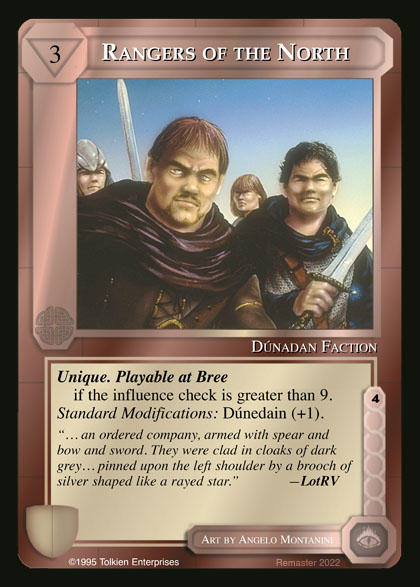 3
RANGERS OF THE NORTH
DÚNADAN FACTION
Unique. Playable at Bree
if the influence check is greater than 9.
Standard Modifications: Dúnedain (+1).
4
“… an ordered company, armed with spear and
bow and sword. They were clad in cloaks of dark
grey… pinned upon the left shoulder by a brooch of
silver shaped like a rayed star.” –LotRV
ART BY ANGELO MONTANINI
©1995 Tolkien Enterprises
Remaster 2022